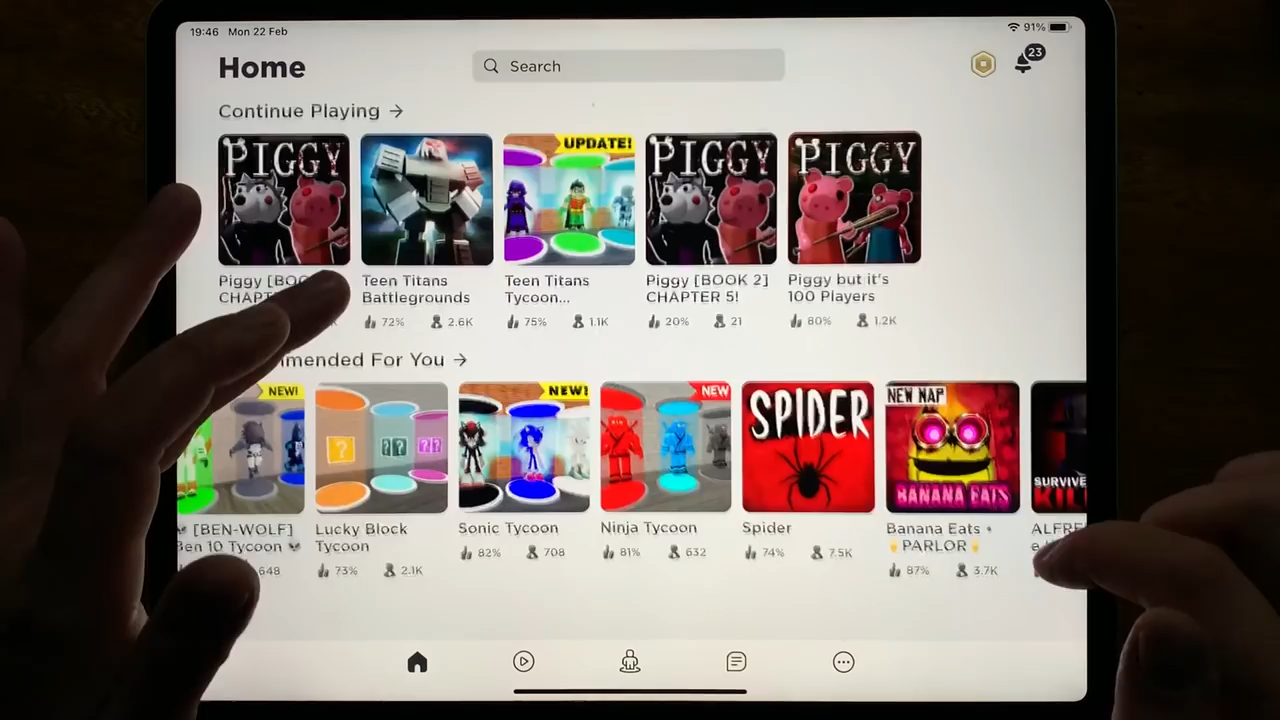 19:46 Mon 22 Feb
91%
Home
Search
23
Continue Playing →
PIGGY
UPDATE!
PIGGY
PIGGY
Piggy [BOO
CHAPT
Teen Titans
Battlegrounds
72% 2.6K
Teen Titans
Tycoon...
75% 1.1K
Piggy [BOOK 2]
CHAPTER 5!
20% 21
Piggy but it's
100 Players
80% 1.2K
mmended For You →
NEW!
? ?? ??
NEW!
NEW
SPIDER
NEW MAP
BANANA EATS
SURVIVE
KIL
[BEN-WOLF]
Ben 10 Tycoon
648
Lucky Block
Tycoon
73% 2.1K
Sonic Tycoon
82% 708
Ninja Tycoon
81% 632
Spider
74% 7.5K
Banana Eats •
PARLOR
87% 3.7K
ALFRE